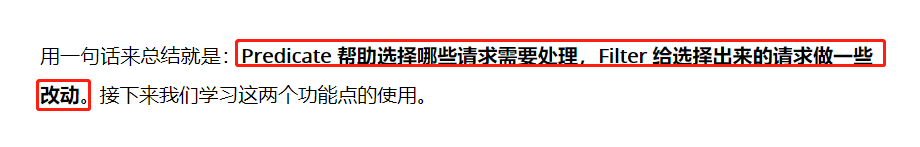 用一句话来总结就是：Predicate 帮助选择哪些请求需要处理，Filter 给选择出来的请求做一些
改动。接下来我们学习这两个功能点的使用。